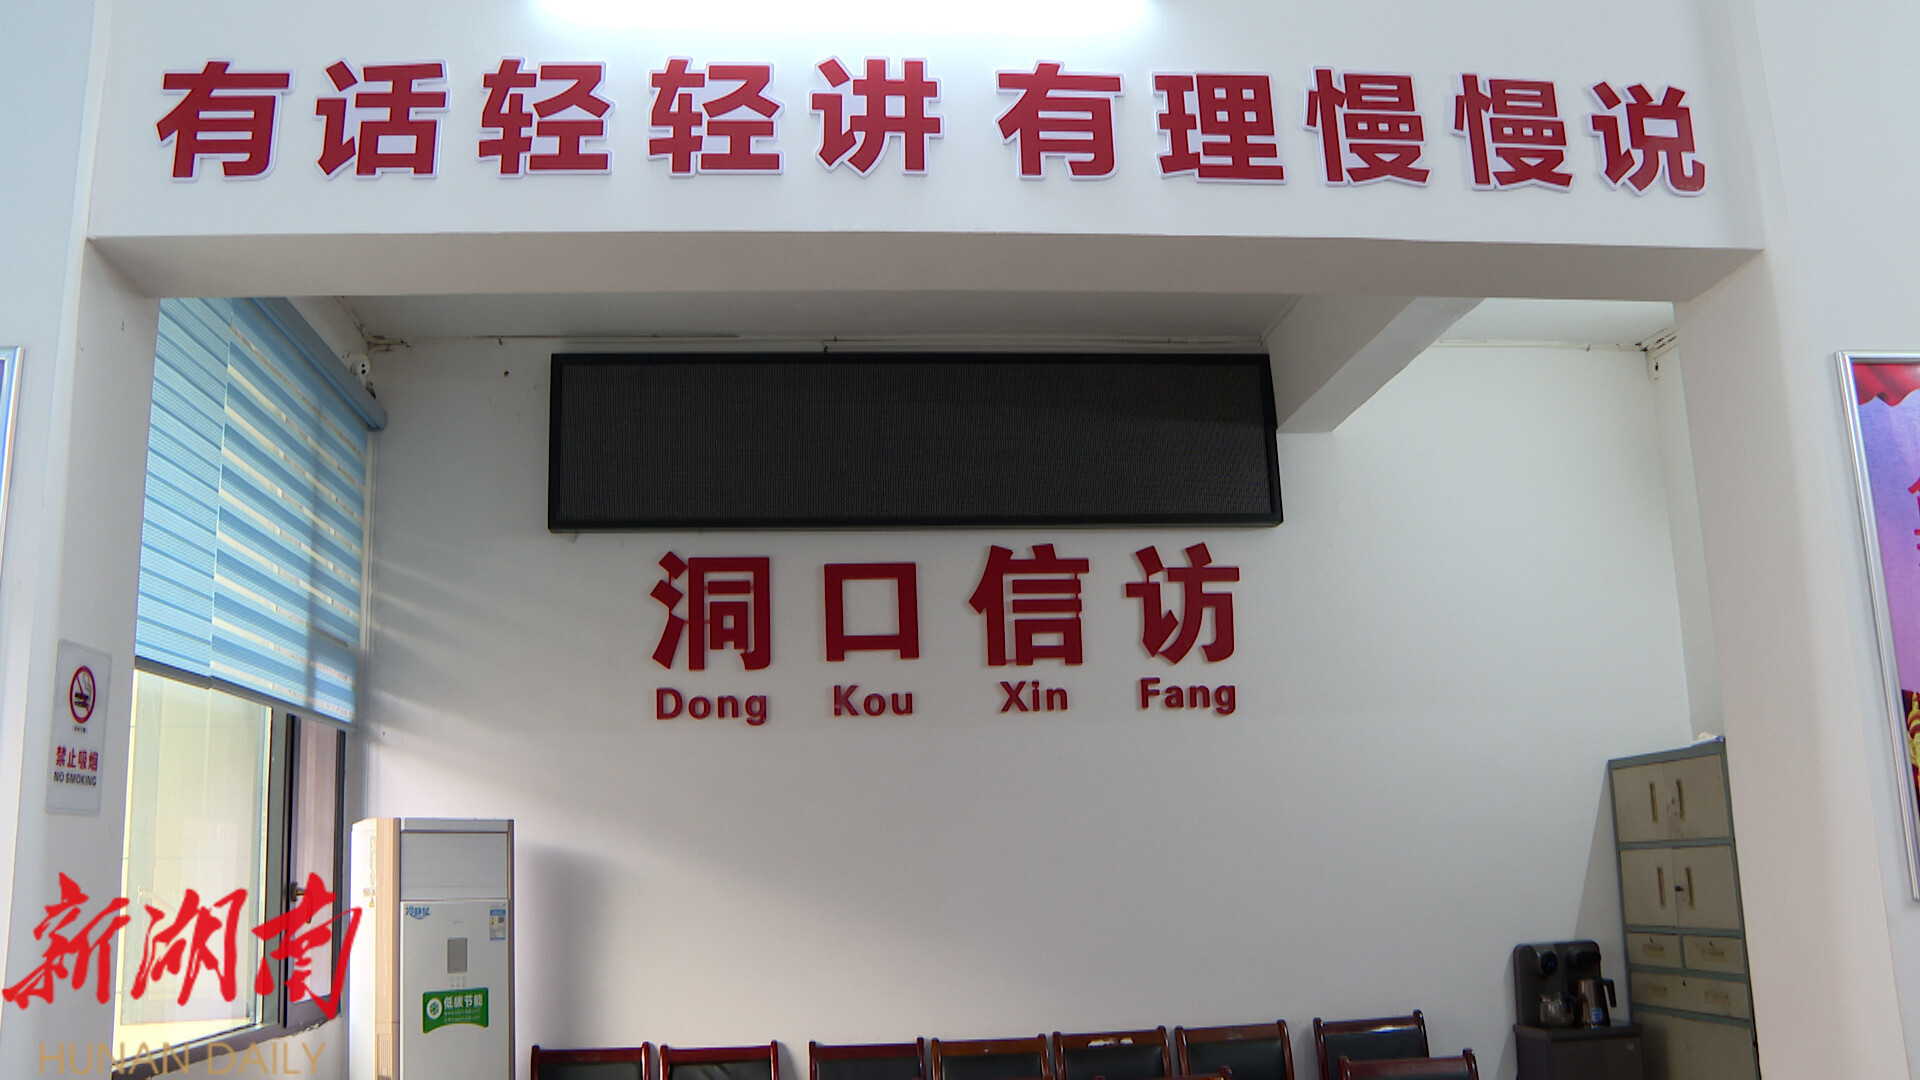 有话轻轻讲 有理慢慢说
洞口信访
Dong Kou Xin Fang
禁止吸烟
NO SMOKING
低碳节能
新湖南
HUNAN DAILY